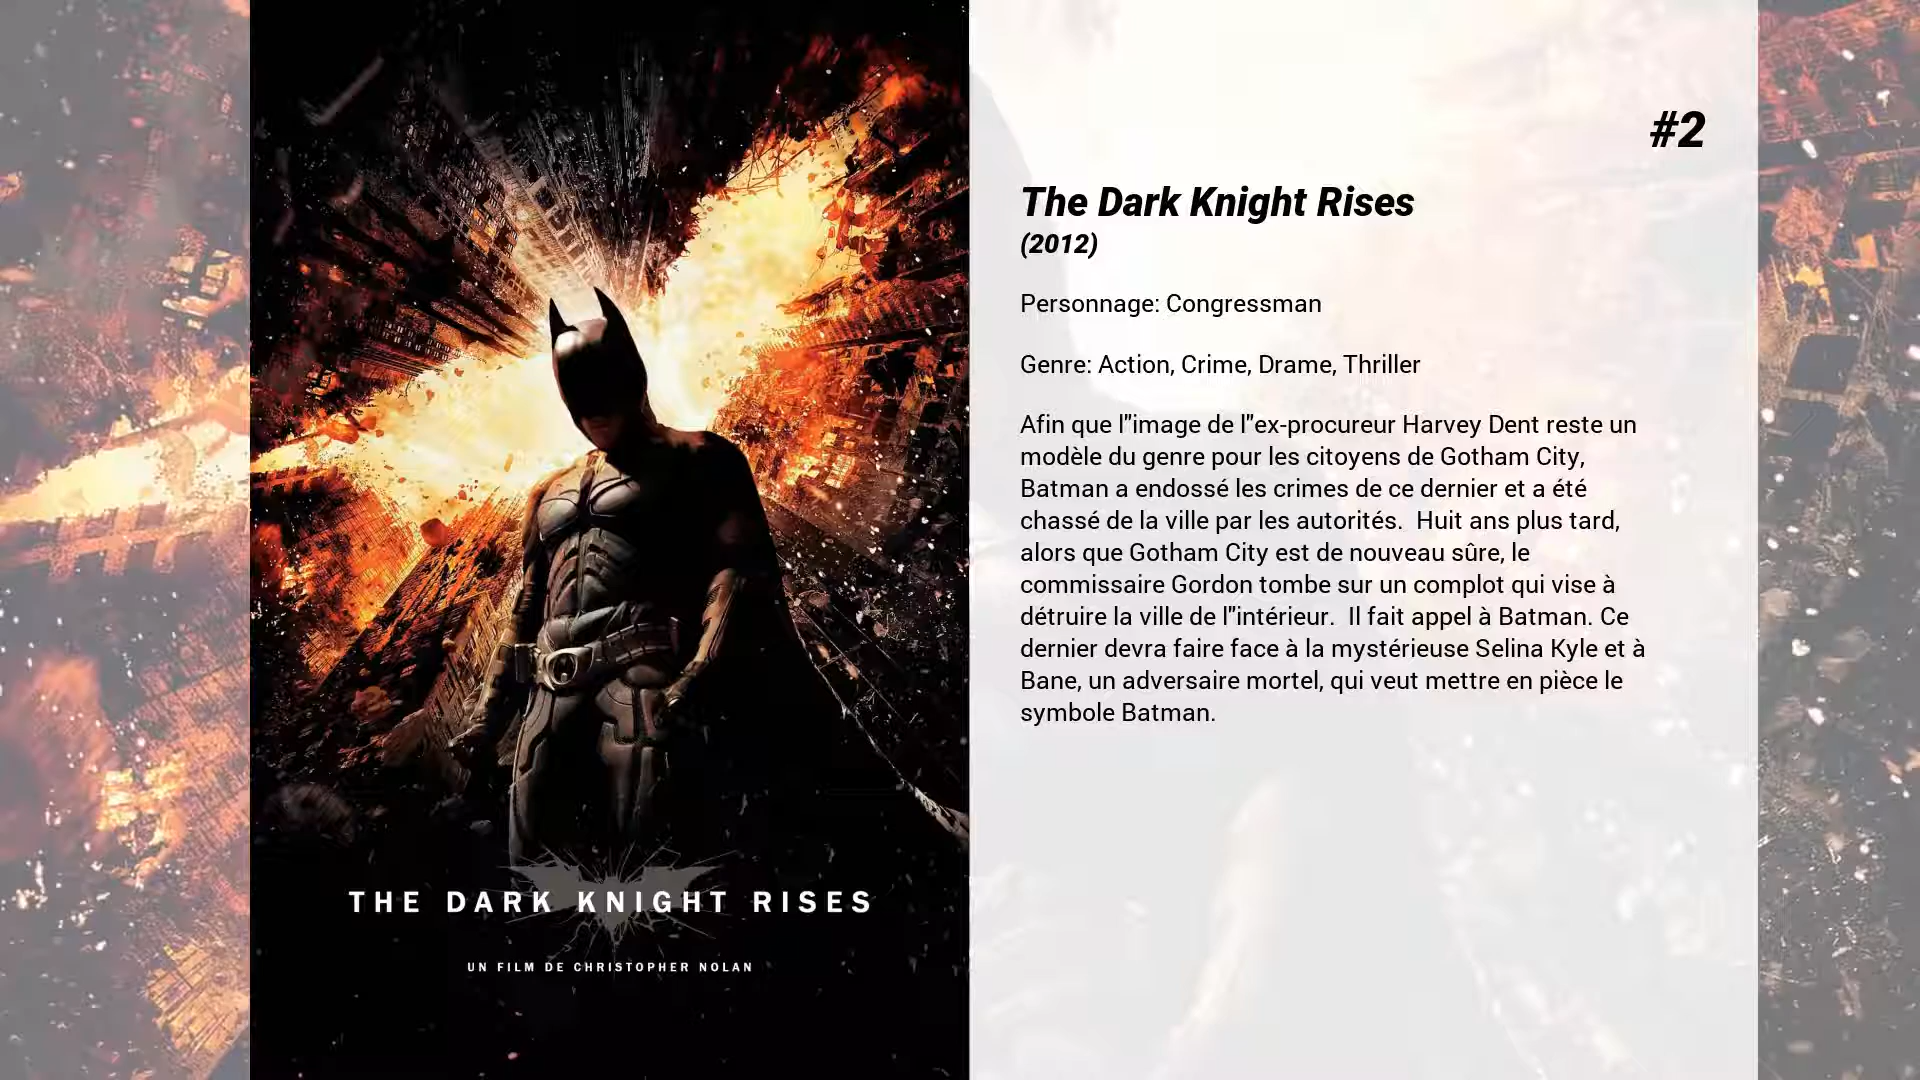 #2
The Dark Knight Rises
(2012)
Personnage: Congressman
Genre: Action, Crime, Drame, Thriller
Afin que l"image de l"ex-procureur Harvey Dent reste un
modèle du genre pour les citoyens de Gotham City,
Batman a endossé les crimes de ce dernier et a été
chassé de la ville par les autorités.  Huit ans plus tard,
alors que Gotham City est de nouveau sûre, le
commissaire Gordon tombe sur un complot qui vise à
détruire la ville de l"intérieur.  Il fait appel à Batman. Ce
dernier devra faire face à la mystérieuse Selina Kyle et à
Bane, un adversaire mortel, qui veut mettre en pièce le
symbole Batman.
THE DARK KNIGHT RISES
UN FILM DE CHRISTOPHER NOLAN